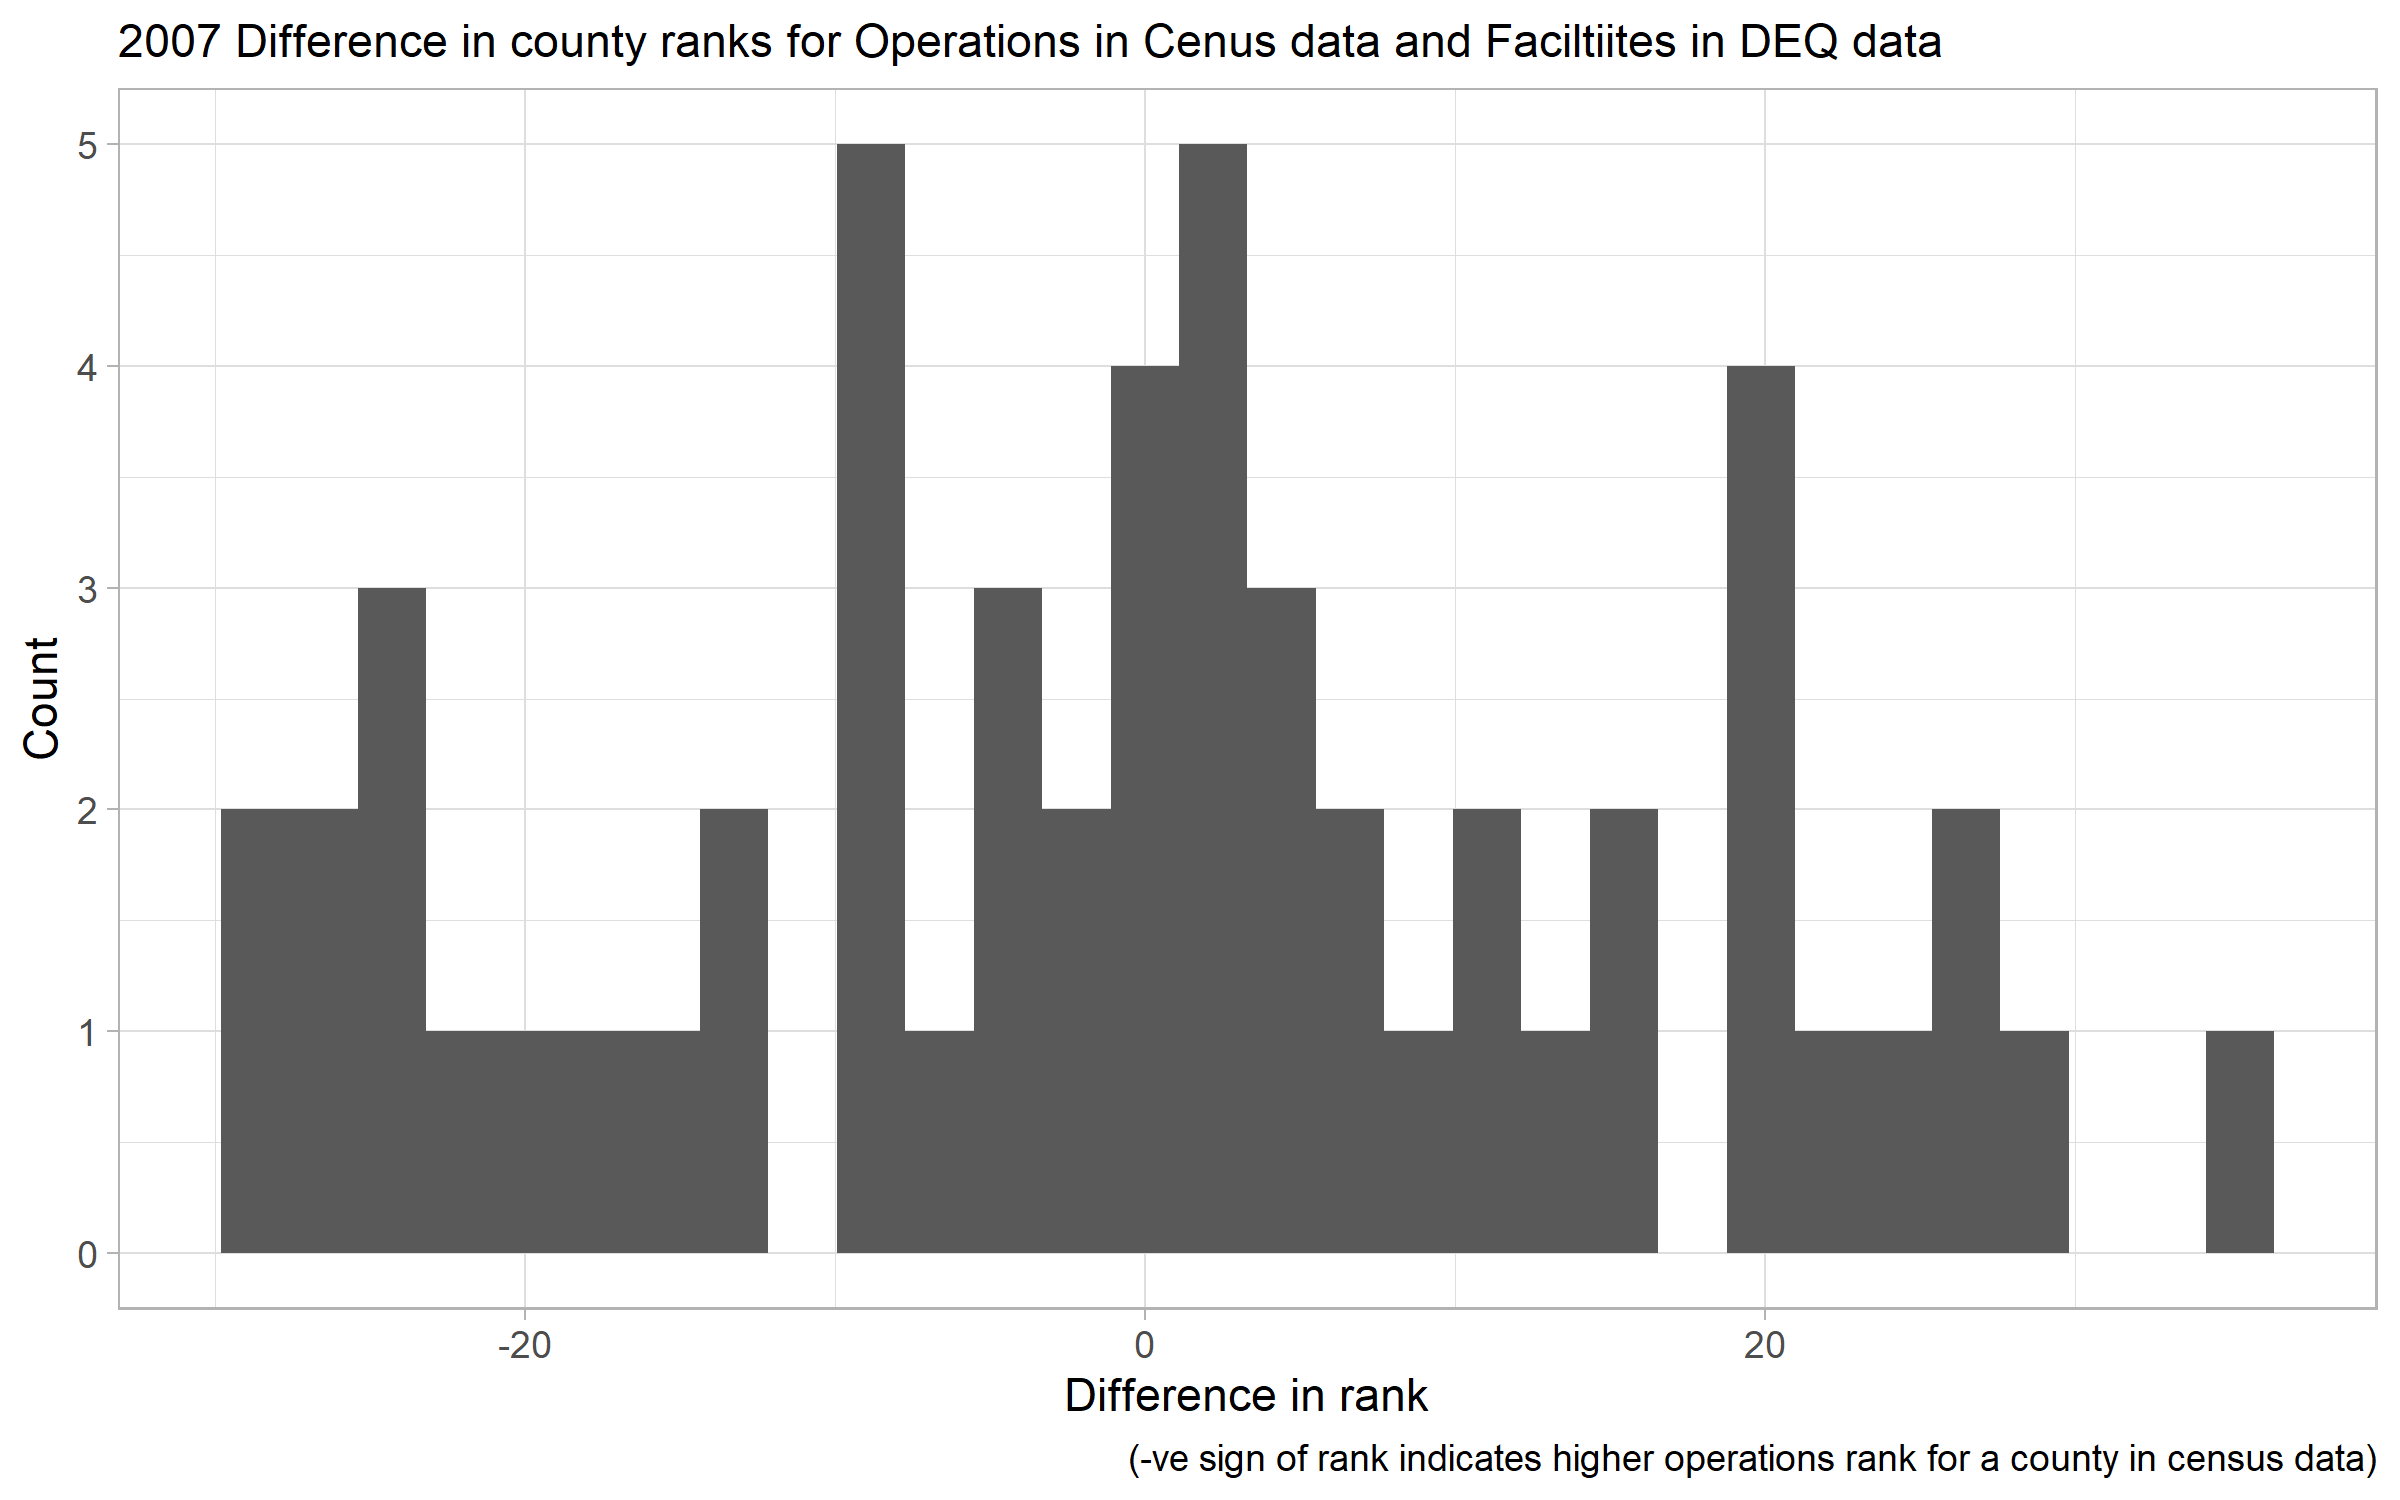 2007 Difference in county ranks for Operations in Cenus data and Faciltiites in DEQ data
5
4
3
2
1
0
Count
-20 0 20
Difference in rank
(-ve sign of rank indicates higher operations rank for a county in census data)